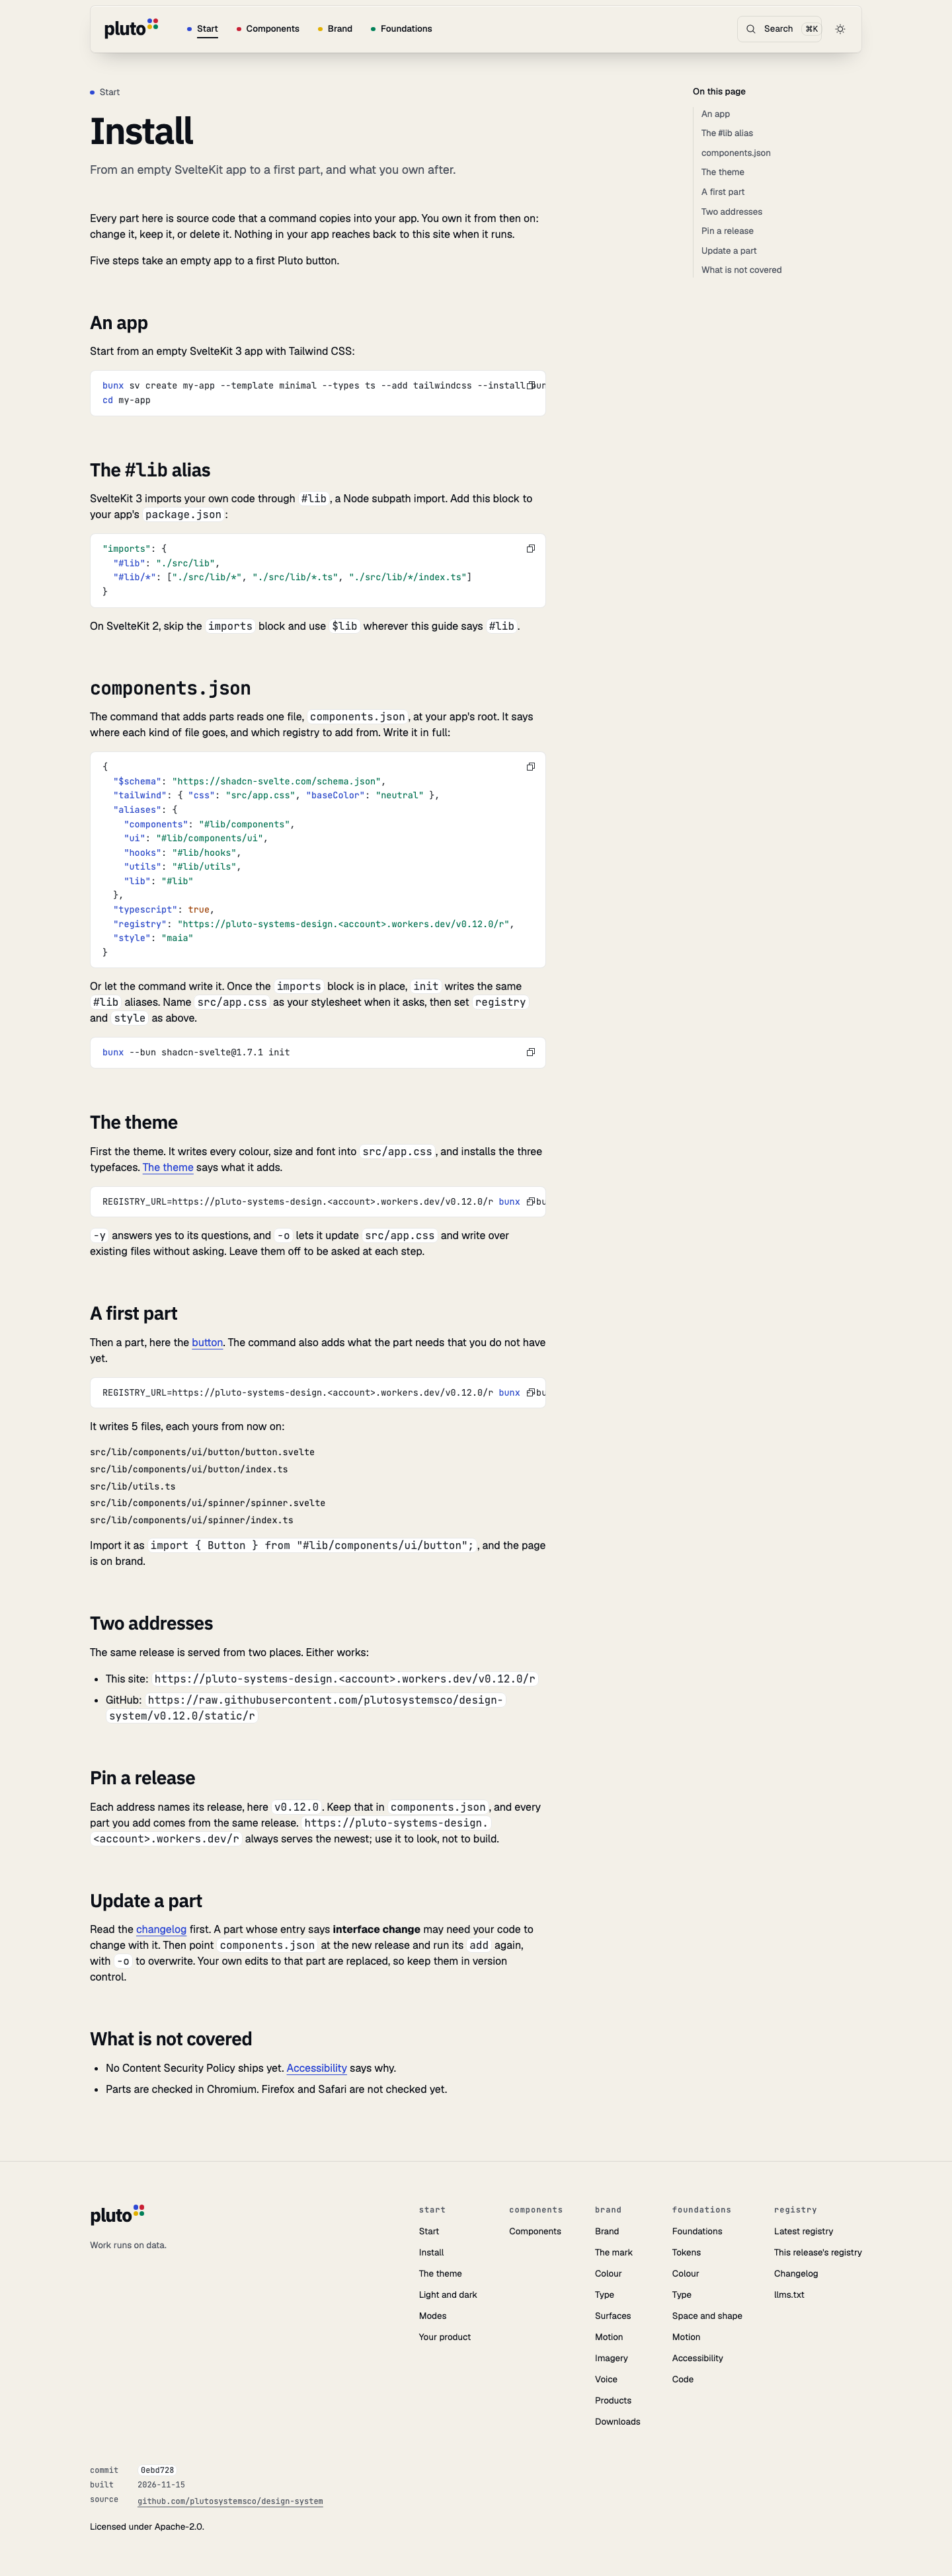 pluto
Start
Components
Brand
Foundations
Search
⌘K
Start
Install
From an empty SvelteKit app to a first part, and what you own after.
On this page
An app
The #lib alias
components.json
The theme
A first part
Two addresses
Pin a release
Update a part
What is not covered
Every part here is source code that a command copies into your app. You own it from then on:
change it, keep it, or delete it. Nothing in your app reaches back to this site when it runs.
Five steps take an empty app to a first Pluto button.
An app
Start from an empty SvelteKit 3 app with Tailwind CSS:
bunx sv create my-app --template minimal --types ts --add tailwindcss --install bun
cd my-app
The #lib alias
SvelteKit 3 imports your own code through #lib, a Node subpath import. Add this block to
your app's package.json:
"imports": {
"#lib": "./src/lib",
"#lib/*": ["./src/lib/*", "./src/lib/*.ts", "./src/lib/*/index.ts"]
}
On SvelteKit 2, skip the imports block and use $lib wherever this guide says #lib.
components.json
The command that adds parts reads one file, components.json, at your app's root. It says
where each kind of file goes, and which registry to add from. Write it in full:
{
"$schema": "https://shadcn-svelte.com/schema.json",
"tailwind": { "css": "src/app.css", "baseColor": "neutral" },
"aliases": {
"components": "#lib/components",
"ui": "#lib/components/ui",
"hooks": "#lib/hooks",
"utils": "#lib/utils",
"lib": "#lib"
},
"typescript": true,
"registry": "https://pluto-systems-design.<account>.workers.dev/v0.12.0/r",
"style": "maia"
}
Or let the command write it. Once the imports block is in place, init writes the same
#lib aliases. Name src/app.css as your stylesheet when it asks, then set registry
and style as above.
bunx --bun shadcn-svelte@1.7.1 init
The theme
First the theme. It writes every colour, size and font into src/app.css, and installs the three
typefaces. The theme says what it adds.
REGISTRY_URL=https://pluto-systems-design.<account>.workers.dev/v0.12.0/r bunx
-y answers yes to its questions, and -o lets it update src/app.css and write over
existing files without asking. Leave them off to be asked at each step.
A first part
Then a part, here the button. The command also adds what the part needs that you do not have
yet.
REGISTRY_URL=https://pluto-systems-design.<account>.workers.dev/v0.12.0/r bunx
It writes 5 files, each yours from now on:
src/lib/components/ui/button/button.svelte
src/lib/components/ui/button/index.ts
src/lib/utils.ts
src/lib/components/ui/spinner/spinner.svelte
src/lib/components/ui/spinner/index.ts
Import it as import { Button } from "#lib/components/ui/button";, and the page
is on brand.
Two addresses
The same release is served from two places. Either works:
• This site: https://pluto-systems-design.<account>.workers.dev/v0.12.0/r
• GitHub: https://raw.githubusercontent.com/plutosystemsco/design-
system/v0.12.0/static/r
Pin a release
Each address names its release, here v0.12.0. Keep that in components.json, and every
part you add comes from the same release. https://pluto-systems-design.
<account>.workers.dev/r always serves the newest; use it to look, not to build.
Update a part
Read the changelog first. A part whose entry says interface change may need your code to
change with it. Then point components.json at the new release and run its add again,
with -o to overwrite. Your own edits to that part are replaced, so keep them in version
control.
What is not covered
• No Content Security Policy ships yet. Accessibility says why.
• Parts are checked in Chromium. Firefox and Safari are not checked yet.
pluto
Work runs on data.
start
Start
Install
The theme
Light and dark
Modes
Your product
components
Components
brand
Brand
The mark
Colour
Type
Surfaces
Motion
Imagery
Voice
Products
Downloads
foundations
Foundations
Tokens
Colour
Type
Space and shape
Motion
Accessibility
Code
registry
Latest registry
This release's registry
Changelog
llms.txt
commit 0ebd728
built 2026-11-15
source github.com/plutosystemsco/design-system
Licensed under Apache-2.0.